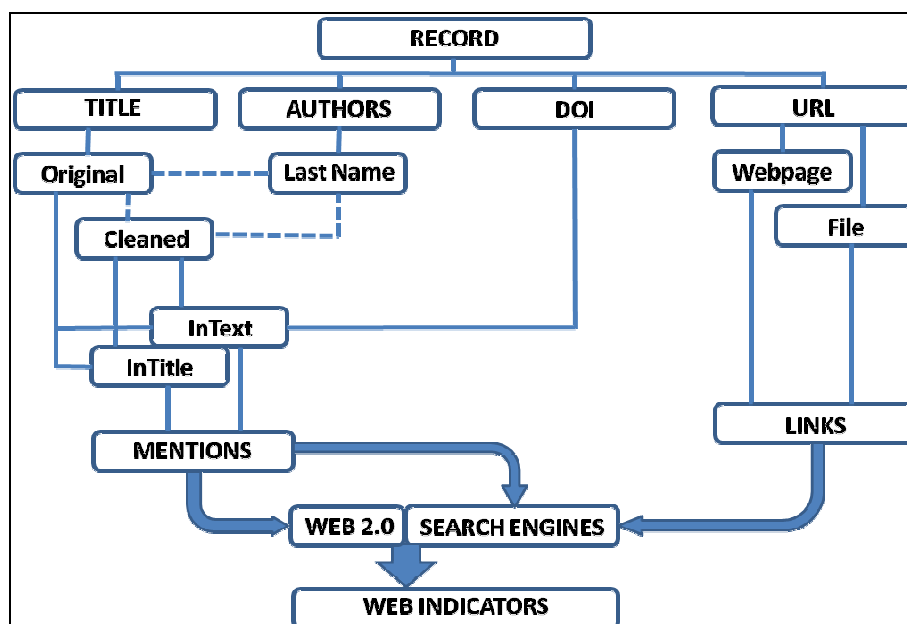 RECORD
TITLE
AUTHORS
DOI
URL
Original
Last Name
Webpage
Cleaned
File
InText
InTitle
MENTIONS
LINKS
WEB 2.0
SEARCH ENGINES
WEB INDICATORS